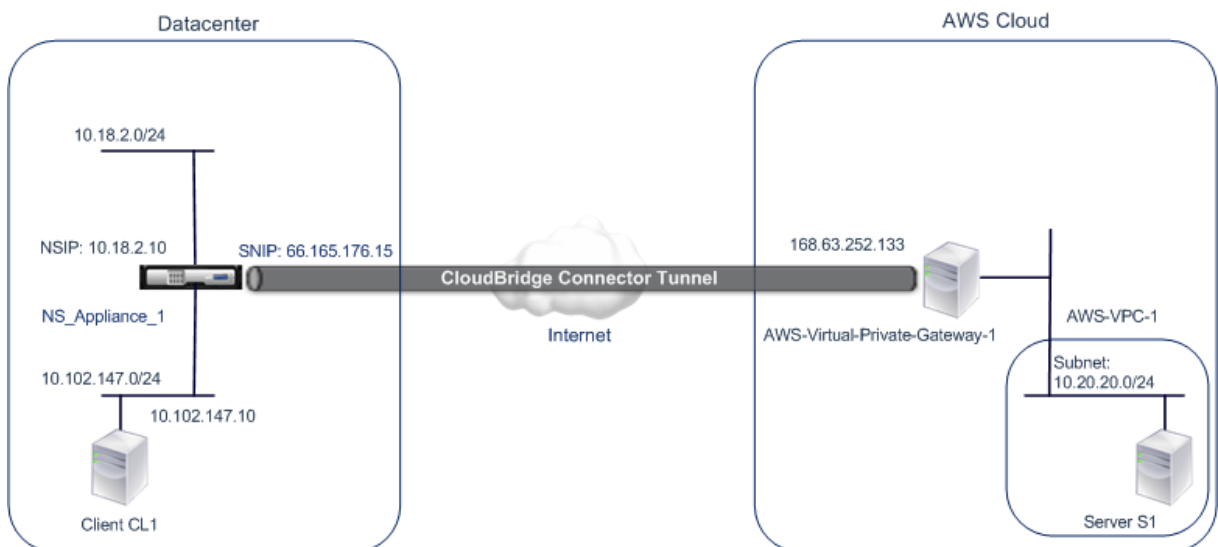 Datacenter
AWS Cloud
10.18.2.0/24
NSIP: 10.18.2.10
SNIP: 66.165.176.15
168.63.252.133
CloudBridge Connector Tunnel
NS_Appliance_1
Internet
AWS-Virtual-Private-Gateway-1
AWS-VPC-1
10.102.147.0/24
10.102.147.10
Subnet:
10.20.20.0/24
Client CL1
Server S1